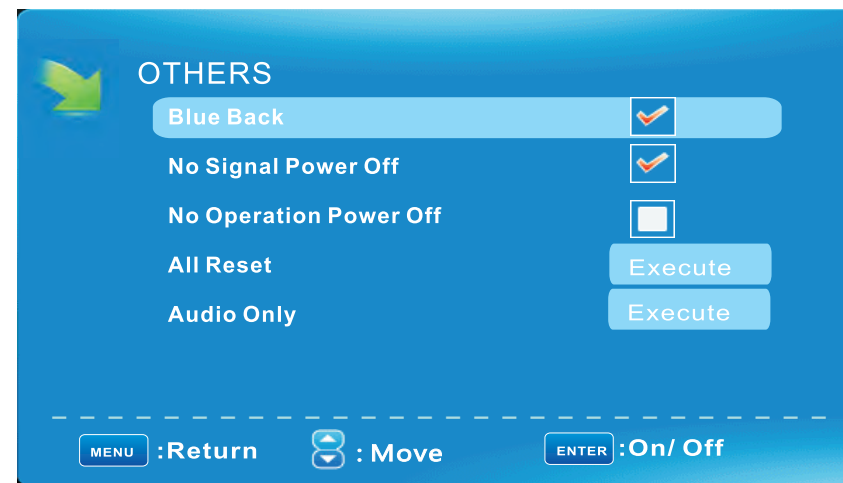 OTHERS
Blue Back
No Signal Power Off
No Operation Power Off
All Reset Execute
Audio Only Execute
MENU :Return : Move ENTER :On/ Off